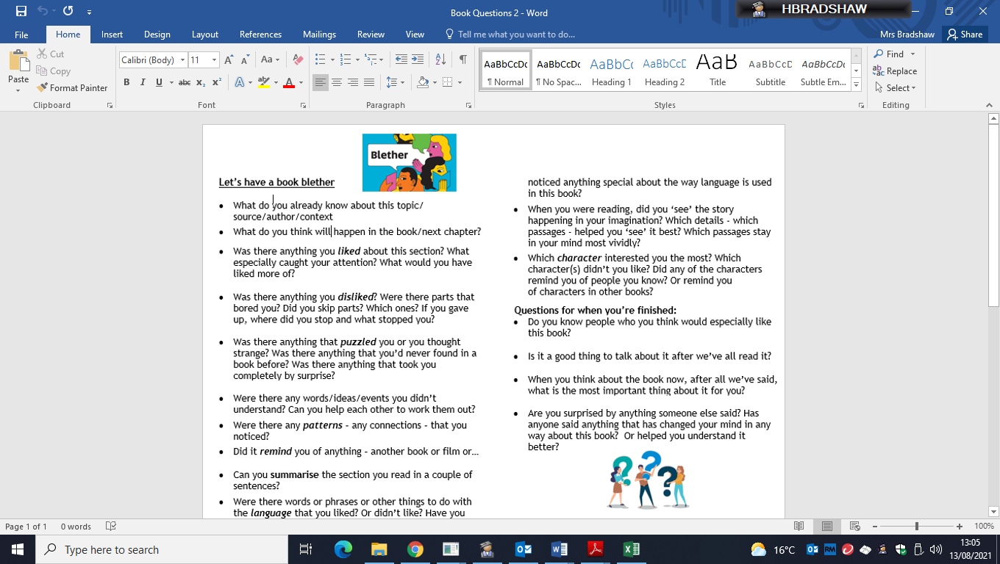 Book Questions 2 - Word
HBRADSHAW
File
Home
Insert
Design
Layout
References
Mailings
Review
View
Tell me what you want to do...
Mrs Bradshaw
Share
Paste
Cut
Copy
Format Painter
Clipboard
Calibri (Body)
11
Font
Paragraph
AaBbCcDc
¶ Normal
AaBbCcDc
¶ No Spac...
AaBbCc
Heading 1
AaBbCcD
Heading 2
AaB
Title
AaBbCcD
Subtitle
AaBbCcDc
Subtle Em...
Styles
Find
Replace
Select
Editing
Blether
Let's have a book blether
• What do you already know about this topic/
source/author/context
• What do you think will happen in the book/next chapter?
• Was there anything you liked about this section? What
especially caught your attention? What would you have
liked more of?
• Was there anything you disliked? Were there parts that
bored you? Did you skip parts? Which ones? If you gave
up, where did you stop and what stopped you?
• Was there anything that puzzled you or you thought
strange? Was there anything that you'd never found in a
book before? Was there anything that took you
completely by surprise?
• Were there any words/ideas/events you didn't
understand? Can you help each other to work them out?
• Were there any patterns - any connections - that you
noticed?
• Did it remind you of anything - another book or film or…
• Can you summarise the section you read in a couple of
sentences?
• Were there words or phrases or other things to do with
the language that you liked? Or didn't like? Have you
noticed anything special about the way language is used
in this book?
• When you were reading, did you 'see' the story
happening in your imagination? Which details - which
passages - helped you 'see' it best? Which passages stay
in your mind most vividly?
• Which character interested you the most? Which
character(s) didn't you like? Did any of the characters
remind you of people you know? Or remind you
of characters in other books?
Questions for when you're finished:
• Do you know people who you think would especially like
this book?
• Is it a good thing to talk about it after we've all read it?
• When you think about the book now, after all we've said,
what is the most important thing about it for you?
• Are you surprised by anything someone else said? Has
anyone said anything that has changed your mind in any
way about this book?  Or helped you understand it
better?
Page 1 of 1
0 words
100%
Type here to search
16°C
RM
13:05
13/08/2021